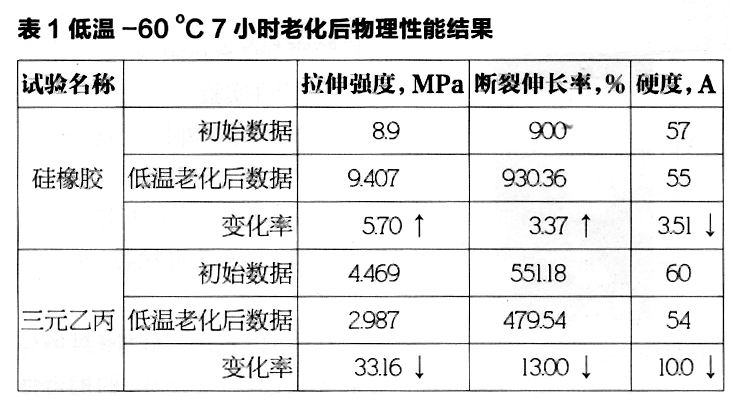 表1低温-60 °C 7小时老化后物理性能结果
试验名称 拉伸强度,MPa 断裂伸长率,% 硬度,A
初始数据 8.9 900 57
硅橡胶 低温老化后数据 9.407 930.36 55
变化率 5.70 ↑ 3.37 ↑ 3.51 ↓
初始数据 4.469 551.18 60
三元乙丙 低温老化后数据 2.987 479.54 54
变化率 33.16 ↓ 13.00 ↓ 10.0 ↓